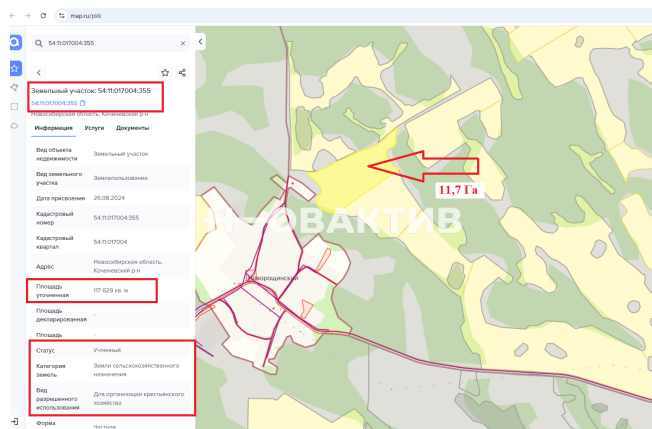 map.ru/pkk
54:11:017004:355
Земельный участок: 54:11:017004:355
54:11:017004:355
Новосибирская область, Коченевский р-н
Информация Услуги Документы
Вид объекта недвижимости Земельный участок
Вид земельного участка Землепользование
Дата присвоения 26.08.2024
Кадастровый номер 54:11:017004:355
Кадастровый квартал 54:11:017004
Адрес Новосибирская область, Коченевский р-н
Площадь уточненная 117 629 кв. м
Площадь декларированная -
Площадь -
Статус Учтенный
Категория земель Земли сельскохозяйственного назначения
Вид разрешенного использования Для организации крестьянского хозяйства
Форма Частная
11,7 Га
НОВАКТИВ
Новорощинский